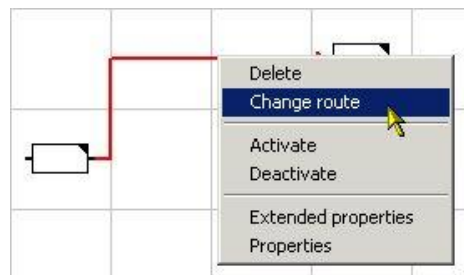 Delete
Change route
Activate
Deactivate
Extended properties
Properties